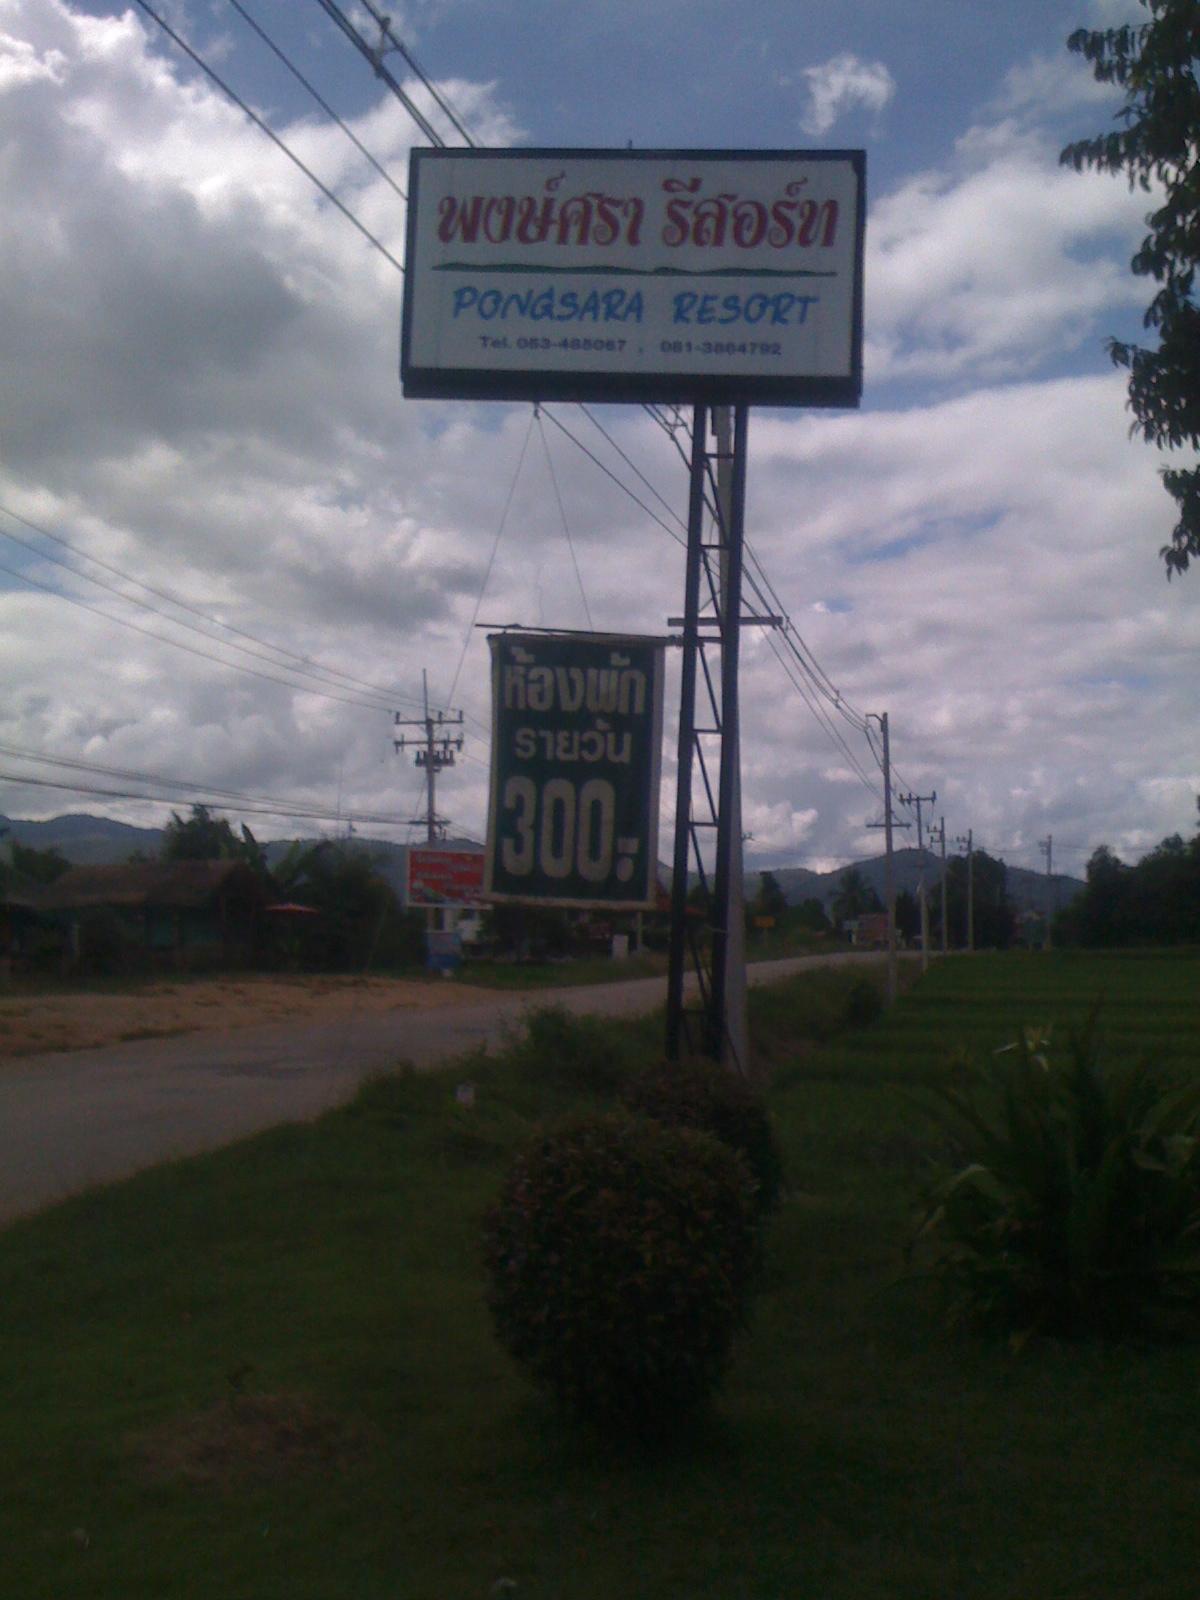 พงษ์ศรา รีสอร์ท
PONGSARA RESORT
Tel. 053-485067 , 081-3864792
ห้องพัก
รายวัน
300.-